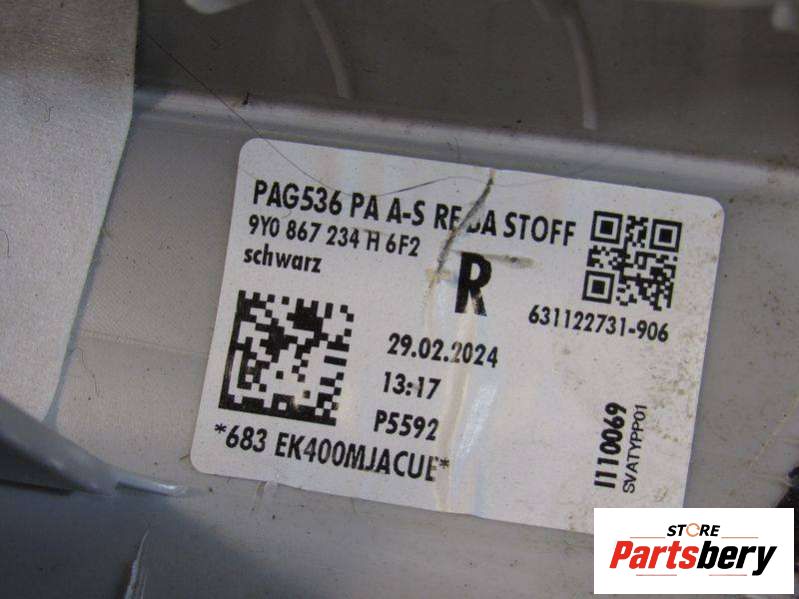 PAG536 PA A-S RE DA STOFF
9Y0 867 234 H 6F2
schwarz
R
631122731-906
29.02.2024
13:17
P5592
*683 EK400MJACUE*
I110069
SVATYPP01
STORE
Partsbery